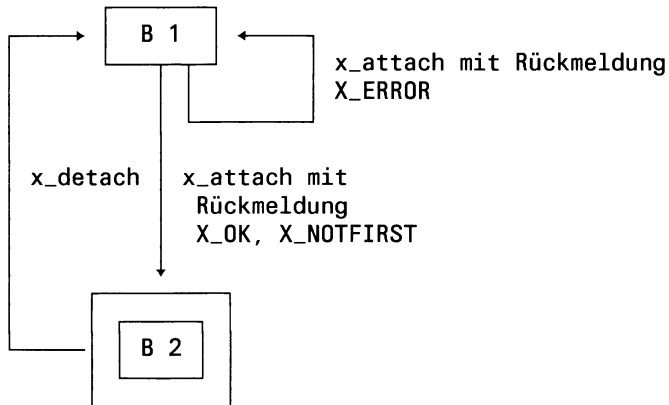 B 1
x_attach mit Rückmeldung
X_ERROR
x_detach
x_attach mit
Rückmeldung
X_OK, X_NOTFIRST
B 2